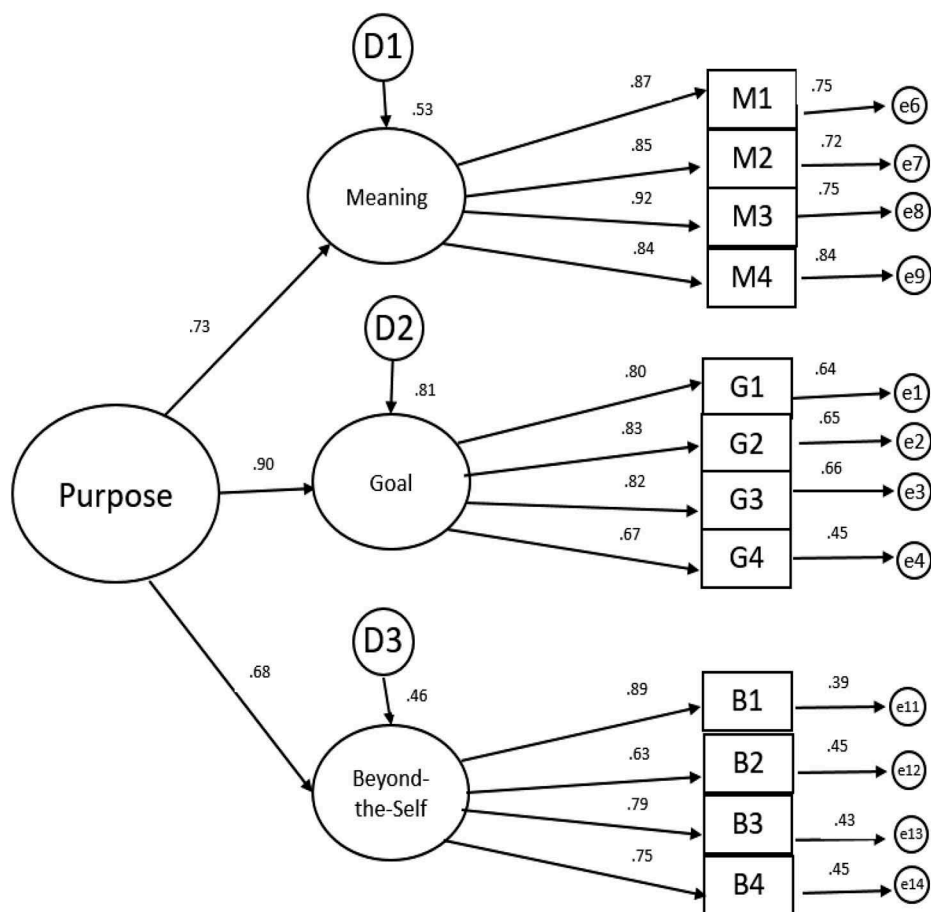 D1
.53
Meaning
.87
.85
.92
.84
M1
M2
M3
M4
.75
.72
.75
.84
e6
e7
e8
e9
.73
D2
.81
Purpose
.90
Goal
.80
.83
.82
.67
G1
G2
G3
G4
.64
.65
.66
.45
e1
e2
e3
e4
.68
D3
.46
Beyond-
the-Self
.89
.63
.79
.75
B1
B2
B3
B4
.39
.45
.43
.45
e11
e12
e13
e14